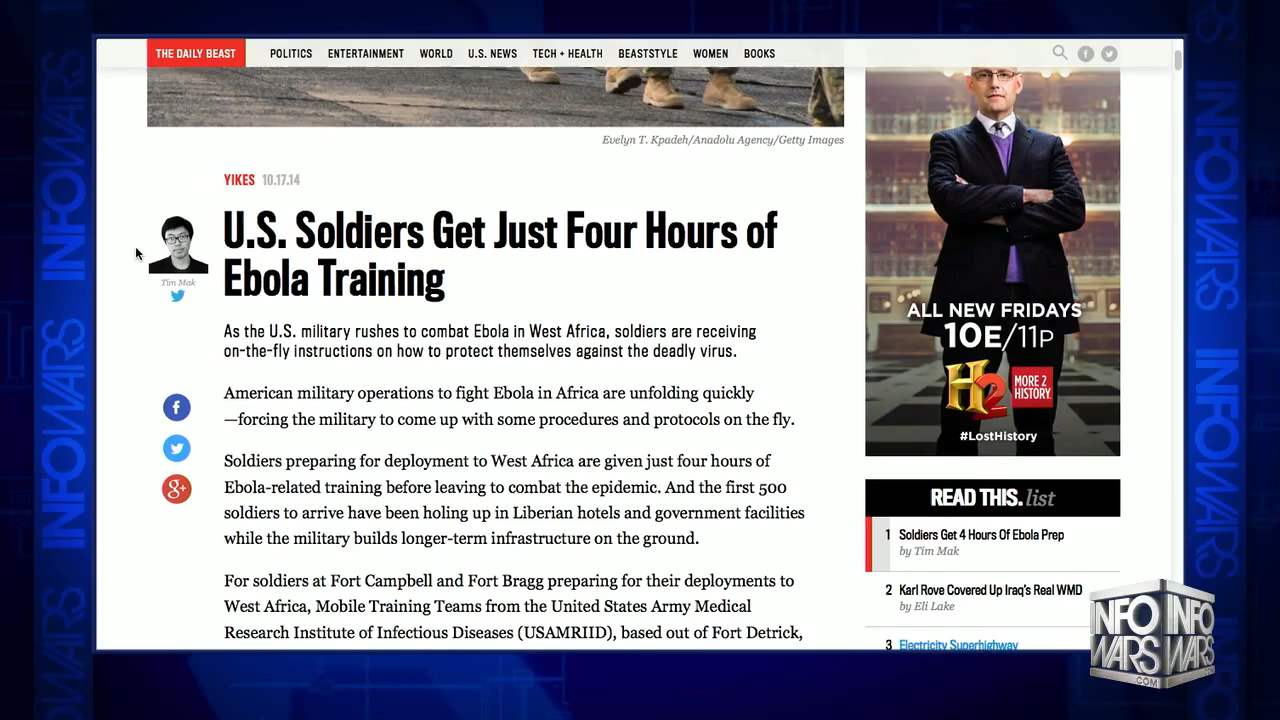 THE DAILY BEAST
POLITICS ENTERTAINMENT WORLD U.S. NEWS TECH + HEALTH BEASTSTYLE WOMEN BOOKS
Evelyn T. Kpadeh/Anadolu Agency/Getty Images
YIKES 10.17.14
U.S. Soldiers Get Just Four Hours of
Ebola Training
Tim Mak
As the U.S. military rushes to combat Ebola in West Africa, soldiers are receiving
on-the-fly instructions on how to protect themselves against the deadly virus.
American military operations to fight Ebola in Africa are unfolding quickly
—forcing the military to come up with some procedures and protocols on the fly.
Soldiers preparing for deployment to West Africa are given just four hours of
Ebola-related training before leaving to combat the epidemic. And the first 500
soldiers to arrive have been holing up in Liberian hotels and government facilities
while the military builds longer-term infrastructure on the ground.
For soldiers at Fort Campbell and Fort Bragg preparing for their deployments to
West Africa, Mobile Training Teams from the United States Army Medical
Research Institute of Infectious Diseases (USAMRIID), based out of Fort Detrick,
ALL NEW FRIDAYS
10E/11P
H2
MORE 2
HISTORY.
#LostHistory
READ THIS. list
1 Soldiers Get 4 Hours Of Ebola Prep
by Tim Mak
2 Karl Rove Covered Up Iraq's Real WMD
by Eli Lake
3 Electricity Superhighway
INFOWARS
INFOWARS
INFOWARS
INFOWARS
INFO
WARS
.COM
INFO
WARS